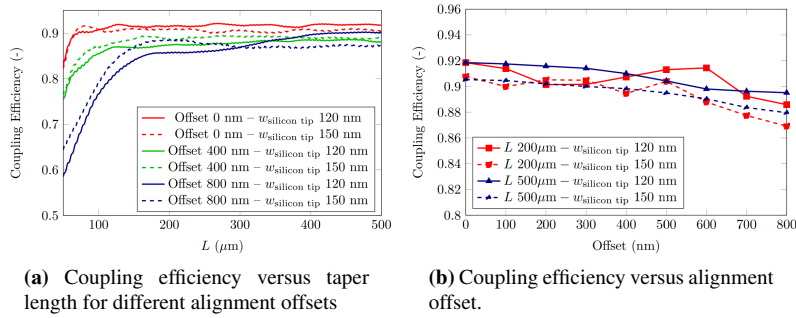 Coupling Efficiency (-)
0.9
0.8
0.7
0.6
0.5
Offset 0 nm – w_silicon tip 120 nm
Offset 0 nm – w_silicon tip 150 nm
Offset 400 nm – w_silicon tip 120 nm
Offset 400 nm – w_silicon tip 150 nm
Offset 800 nm – w_silicon tip 120 nm
Offset 800 nm – w_silicon tip 150 nm
100 200 300 400 500
L (μm)
(a) Coupling efficiency versus taper
length for different alignment offsets
Coupling Efficiency (-)
0.96
0.94
0.92
0.9
0.88
0.86
0.84
0.82
0.8
L 200μm – w_silicon tip 120 nm
L 200μm – w_silicon tip 150 nm
L 500μm – w_silicon tip 120 nm
L 500μm – w_silicon tip 150 nm
0 100 200 300 400 500 600 700 800
Offset (nm)
(b) Coupling efficiency versus alignment
offset.